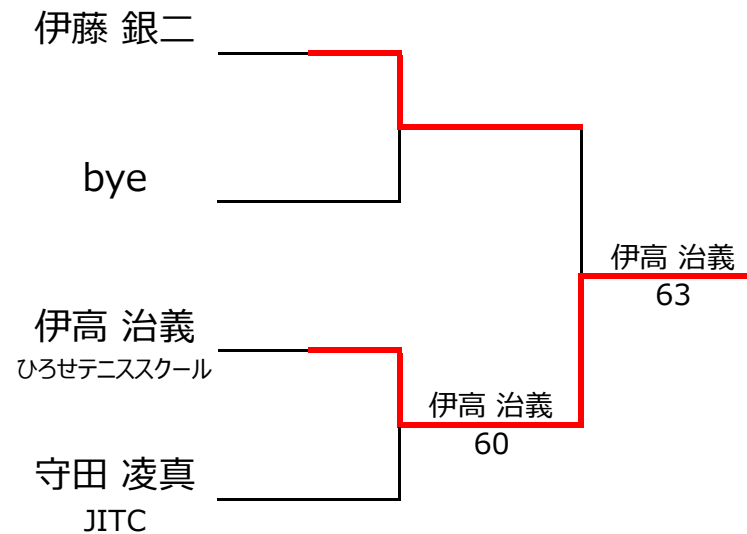 伊藤 銀二
bye
伊高 治義
ひろせテニススクール
守田 凌真
JITC
伊高 治義
60
伊高 治義
63